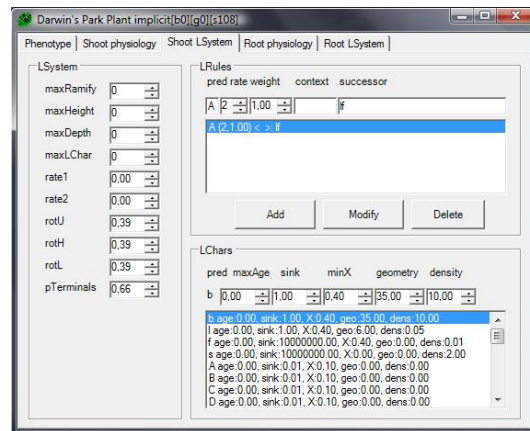 Darwin's Park Plant implicit[b0][g0][s108]
Phenotype Shoot physiology Shoot LSystem Root physiology Root LSystem
LSystem
maxRamify 0
maxHeight 0
maxDepth 0
maxLChar 0
rate1 0,00
rate2 0,00
rotU 0,39
rotH 0,39
rotL 0,39
pTerminals 0,66
LRules
pred rate weight context successor
A 2 1,00 lf
A (2,1.00) < >: lf
Add Modify Delete
LChars
pred maxAge sink minX geometry density
b 0,00 1,00 0,40 35,00 10,00
b age:0.00, sink:1.00, X:0.40, geo:35.00, dens:10.00
l age:0.00, sink:1.00, X:0.40, geo:6.00, dens:0.05
f age:0.00, sink:10000000.00, X:0.40, geo:0.00, dens:0.01
s age:0.00, sink:10000000.00, X:0.00, geo:0.00, dens:2.00
A age:0.00, sink:0.01, X:0.10, geo:0.00, dens:0.00
B age:0.00, sink:0.01, X:0.10, geo:0.00, dens:0.00
C age:0.00, sink:0.01, X:0.10, geo:0.00, dens:0.00
D age:0.00, sink:0.01, X:0.10, geo:0.00, dens:0.00